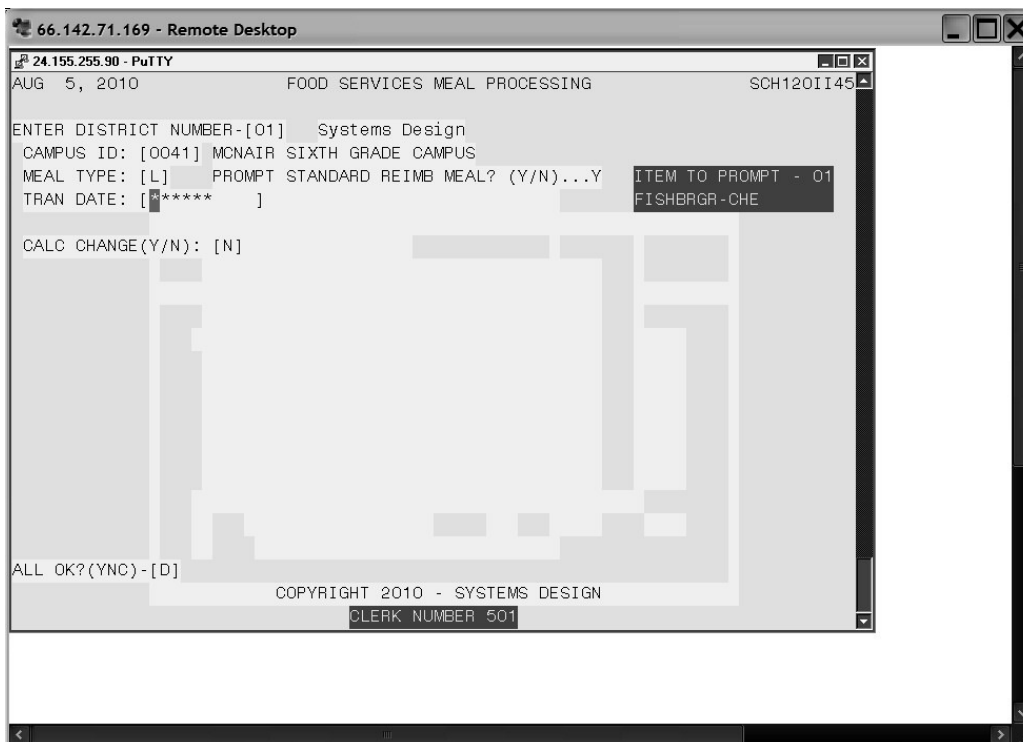 66.142.71.169 - Remote Desktop
24.155.255.90 - PuTTY
AUG 5, 2010 FOOD SERVICES MEAL PROCESSING SCH120II45
ENTER DISTRICT NUMBER-[01] Systems Design
CAMPUS ID: [0041] MCNAIR SIXTH GRADE CAMPUS
MEAL TYPE: [L] PROMPT STANDARD REIMB MEAL? (Y/N)...Y ITEM TO PROMPT - 01
TRAN DATE: [****** ] FISHBRGR-CHE
CALC CHANGE(Y/N): [N]
ALL OK?(YNC)-[D]
COPYRIGHT 2010 - SYSTEMS DESIGN
CLERK NUMBER 501